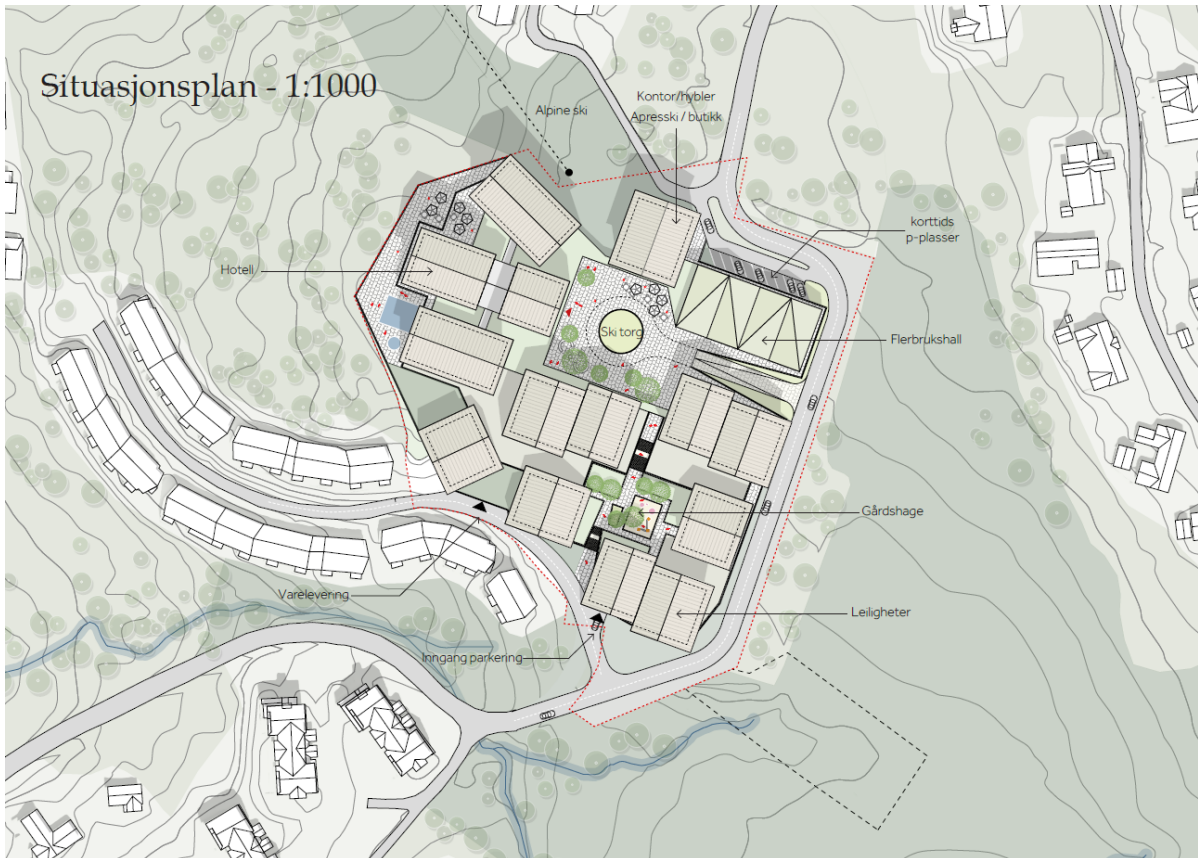 Situasjonsplan - 1:1000
Alpine ski
Kontor/hybler
Apresski / butikk
korttids
p-plasser
Hotell
Ski torg
Flerbrukshall
Gårdshage
Varelevering
Leiligheter
Inngang parkering